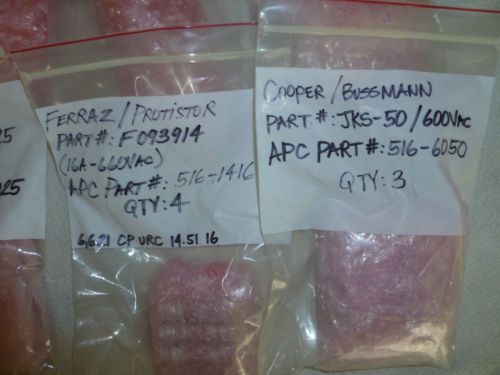 25
025
FERRAZ/PROTISTOR
PART#: F093914
(16A-660VAC)
APC PART#: 516-1416
QTY: 4
6,6.21 CP URC 14.51 16
COOPER/BUSSMANN
PART#: JKS-50/600VAC
APC PART#: 516-6050
QTY: 3